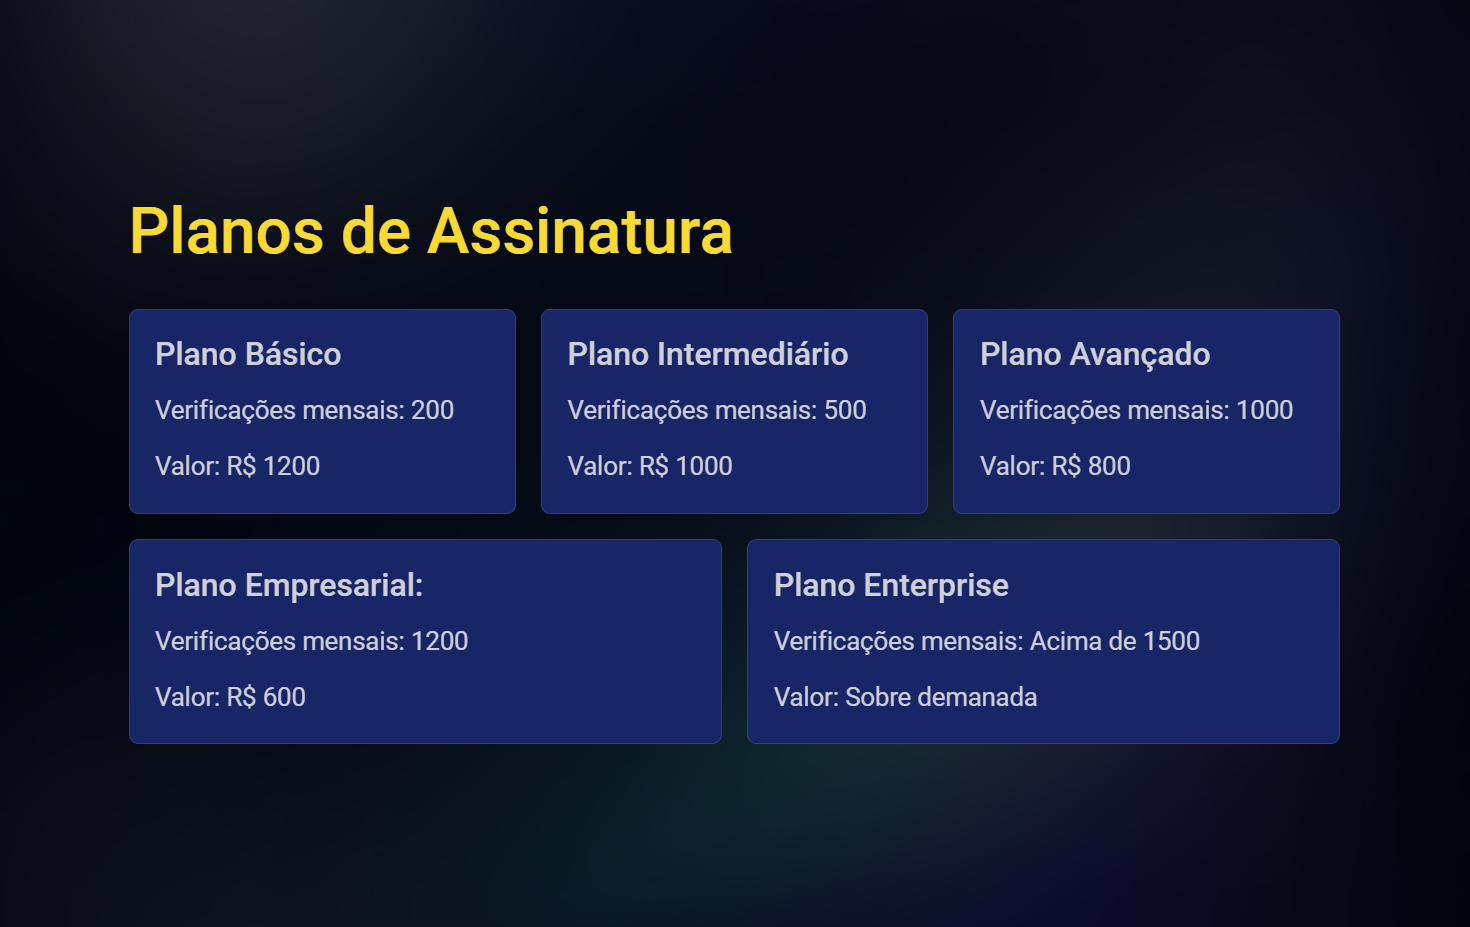 Planos de Assinatura
Plano Básico
Verificações mensais: 200
Valor: R$ 1200
Plano Intermediário
Verificações mensais: 500
Valor: R$ 1000
Plano Avançado
Verificações mensais: 1000
Valor: R$ 800
Plano Empresarial:
Verificações mensais: 1200
Valor: R$ 600
Plano Enterprise
Verificações mensais: Acima de 1500
Valor: Sobre demanada